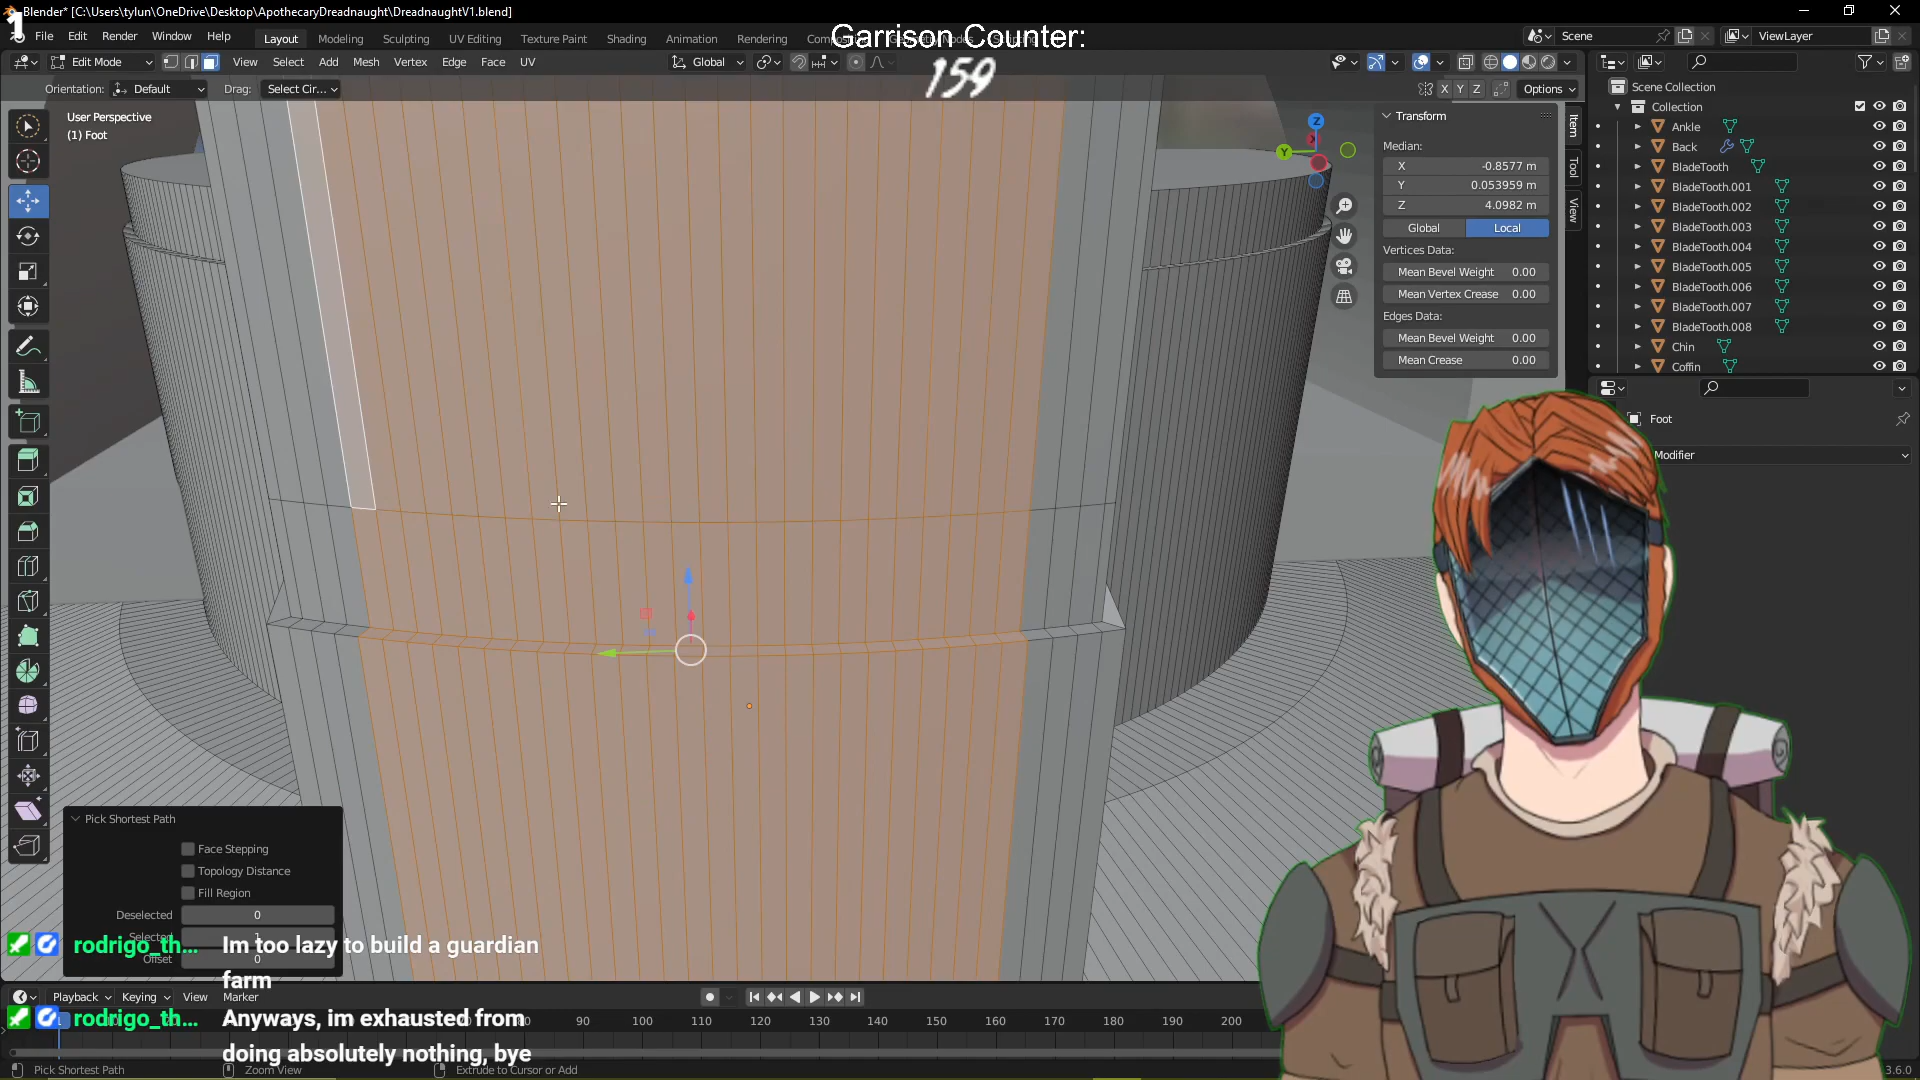 1
Blender* [C:\Users\tylun\OneDrive\Desktop\ApothecaryDreadnaught\DreadnaughtV1.blend]
File Edit Render Window Help
Layout Modeling Sculpting UV Editing Texture Paint Shading Animation Rendering
Garrison Counter:
159
Scene
ViewLayer
Edit Mode View Select Add Mesh Vertex Edge Face UV
Global
Orientation: Default Drag: Select Cir...
X Y Z Options
User Perspective
(1) Foot
Z
X
Y
Transform
Median:
X -0.8577 m
Y 0.053959 m
Z 4.0982 m
Global Local
Vertices Data:
Mean Bevel Weight 0.00
Mean Vertex Crease 0.00
Edges Data:
Mean Bevel Weight 0.00
Mean Crease 0.00
Item
Tool
View
Scene Collection
Collection
Ankle
Back
BladeTooth
BladeTooth.001
BladeTooth.002
BladeTooth.003
BladeTooth.004
BladeTooth.005
BladeTooth.006
BladeTooth.007
BladeTooth.008
Chin
Coffin
Foot
Modifier
Pick Shortest Path
Face Stepping
Topology Distance
Fill Region
Deselected 0
Selected 1
Offset 0
rodrigo_th... Im too lazy to build a guardian
farm
rodrigo_th... Anyways, im exhausted from
doing absolutely nothing, bye
Playback Keying View Marker
90 100 110 120 130 140 150 160 170 180 190 200
Pick Shortest Path Zoom View Extrude to Cursor or Add
3.6.0